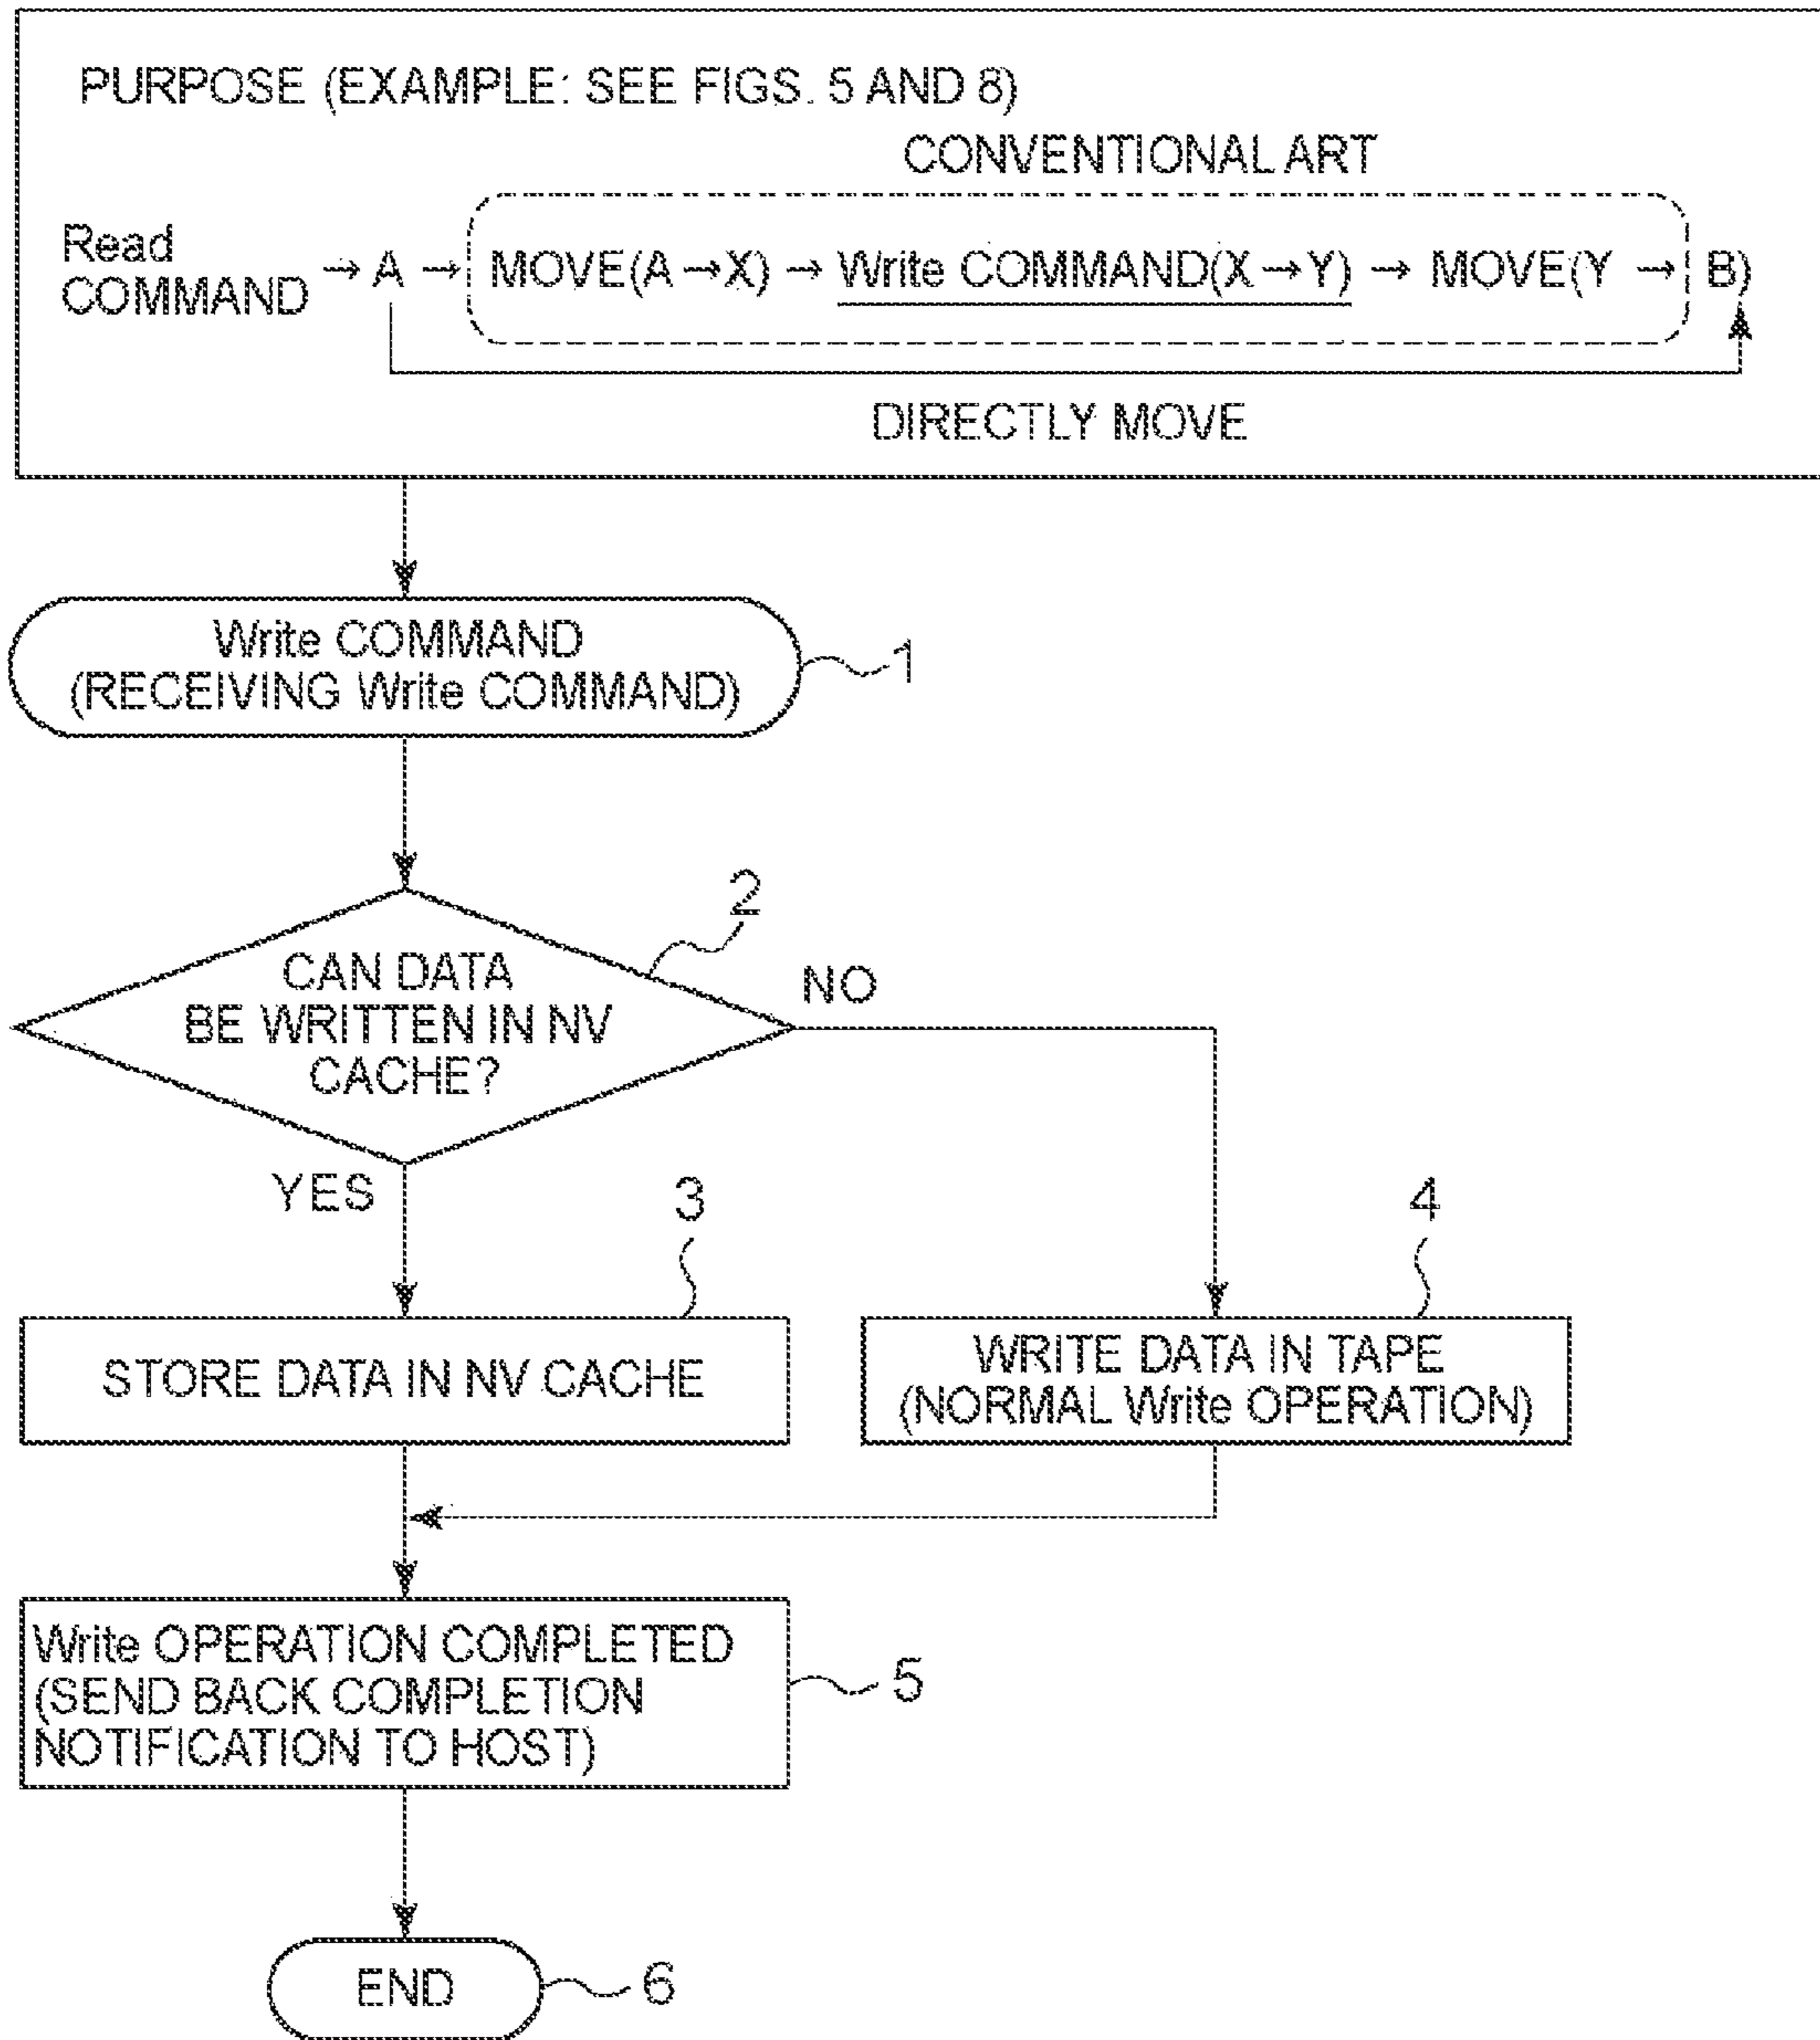 PURPOSE (EXAMPLE: SEE FIGS. 5 AND 8)
CONVENTIONAL ART
Read
COMMAND → A → MOVE(A→X) → Write COMMAND(X→Y) → MOVE(Y → B)
DIRECTLY MOVE
Write COMMAND
(RECEIVING Write COMMAND)
1
2
CAN DATA
BE WRITTEN IN NV
CACHE?
NO
YES
3
4
STORE DATA IN NV CACHE
WRITE DATA IN TAPE
(NORMAL Write OPERATION)
Write OPERATION COMPLETED
(SEND BACK COMPLETION
NOTIFICATION TO HOST)
5
END
6